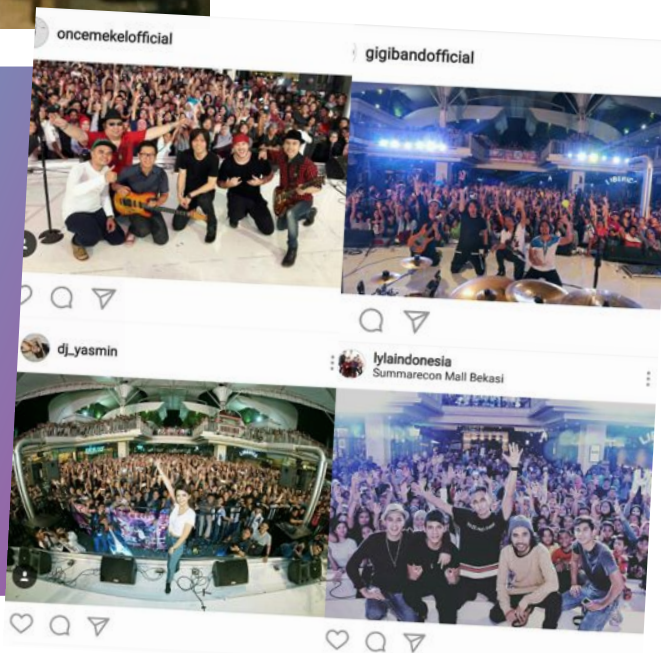 oncemekelofficial
gigibandofficial
dj_yasmin
lylaindonesia
Summarecon Mall Bekasi